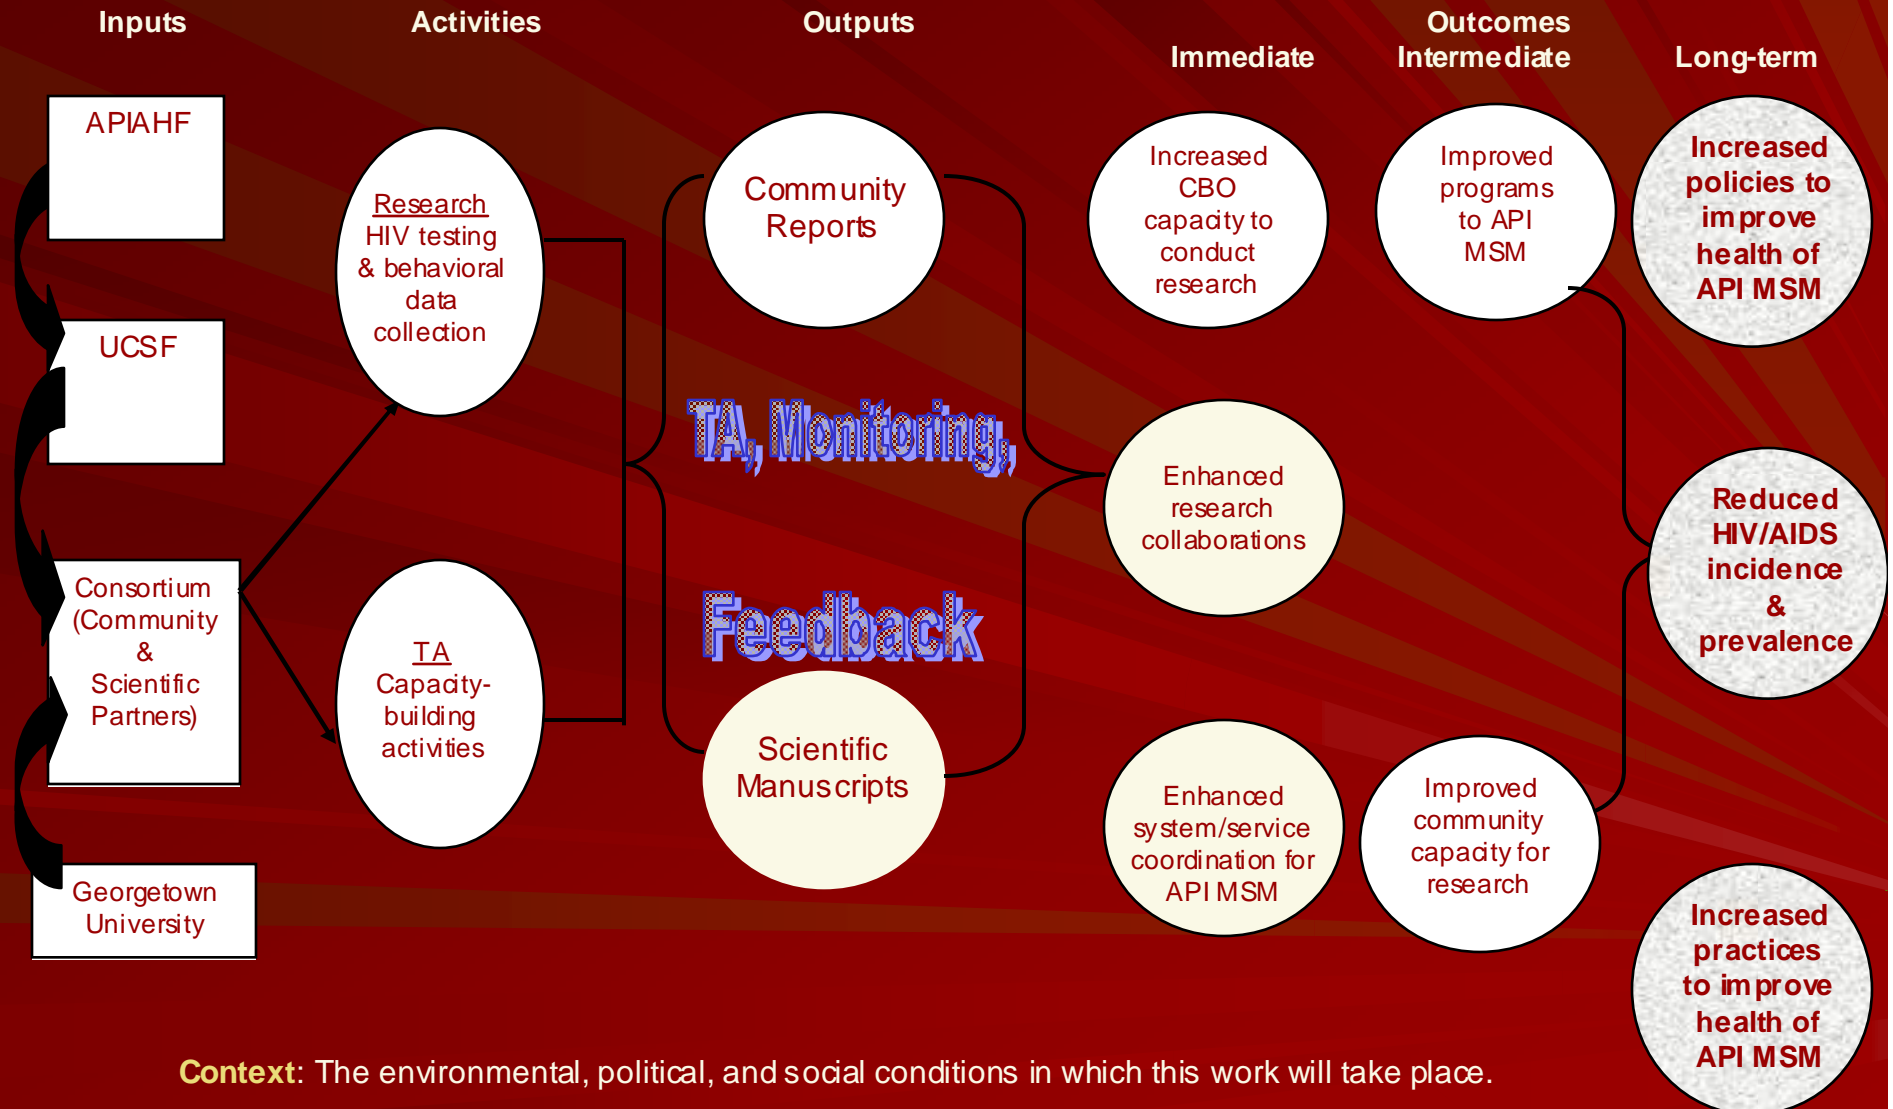 Inputs
Activities
Outputs
Outcomes
Immediate
Intermediate
Long-term
APIAHF
UCSF
Consortium
(Community
&
Scientific
Partners)
Georgetown
University
Research
HIV testing
& behavioral
data
collection
TA
Capacity-
building
activities
Community
Reports
TA, Monitoring,
Feedback
Scientific
Manuscripts
Increased
CBO
capacity to
conduct
research
Enhanced
research
collaborations
Enhanced
system/service
coordination for
API MSM
Improved
programs
to API
MSM
Improved
community
capacity for
research
Increased
policies to
improve
health of
API MSM
Reduced
HIV/AIDS
incidence
&
prevalence
Increased
practices
to improve
health of
API MSM
Context: The environmental, political, and social conditions in which this work will take place.